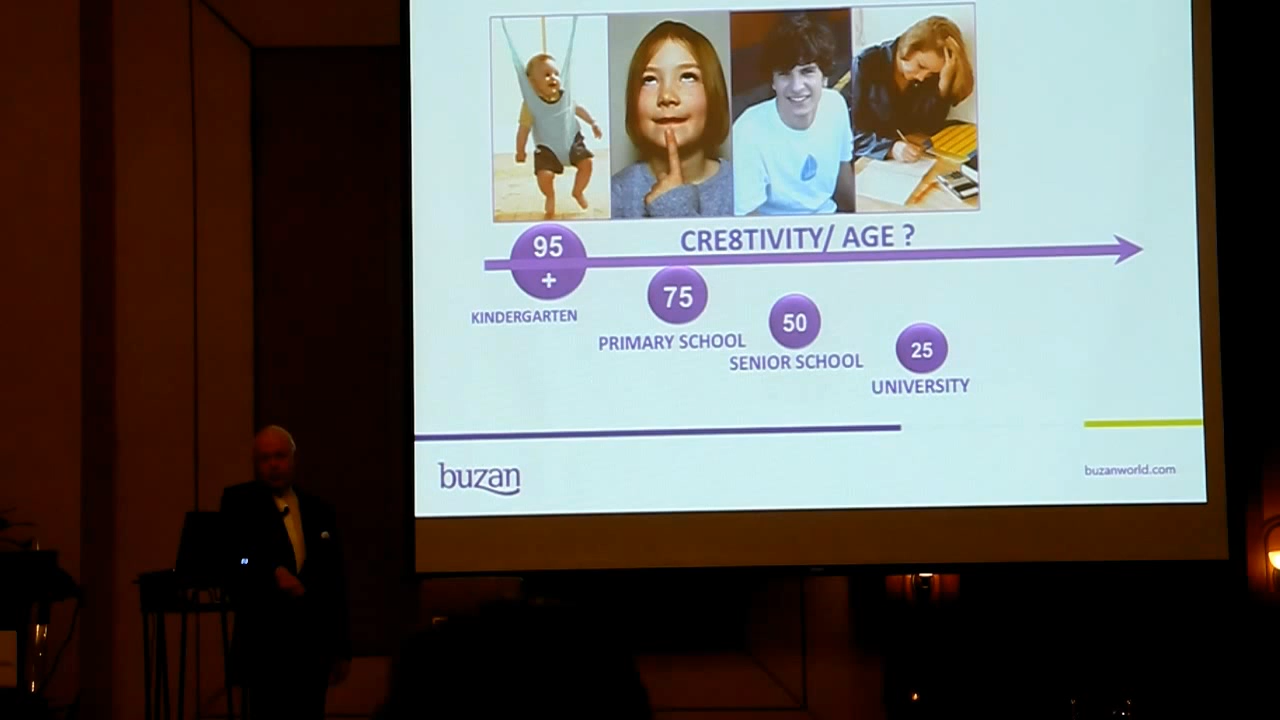 CRE8TIVITY/ AGE ?
95
+
KINDERGARTEN
75
PRIMARY SCHOOL
50
SENIOR SCHOOL
25
UNIVERSITY
buzan
buzanworld.com